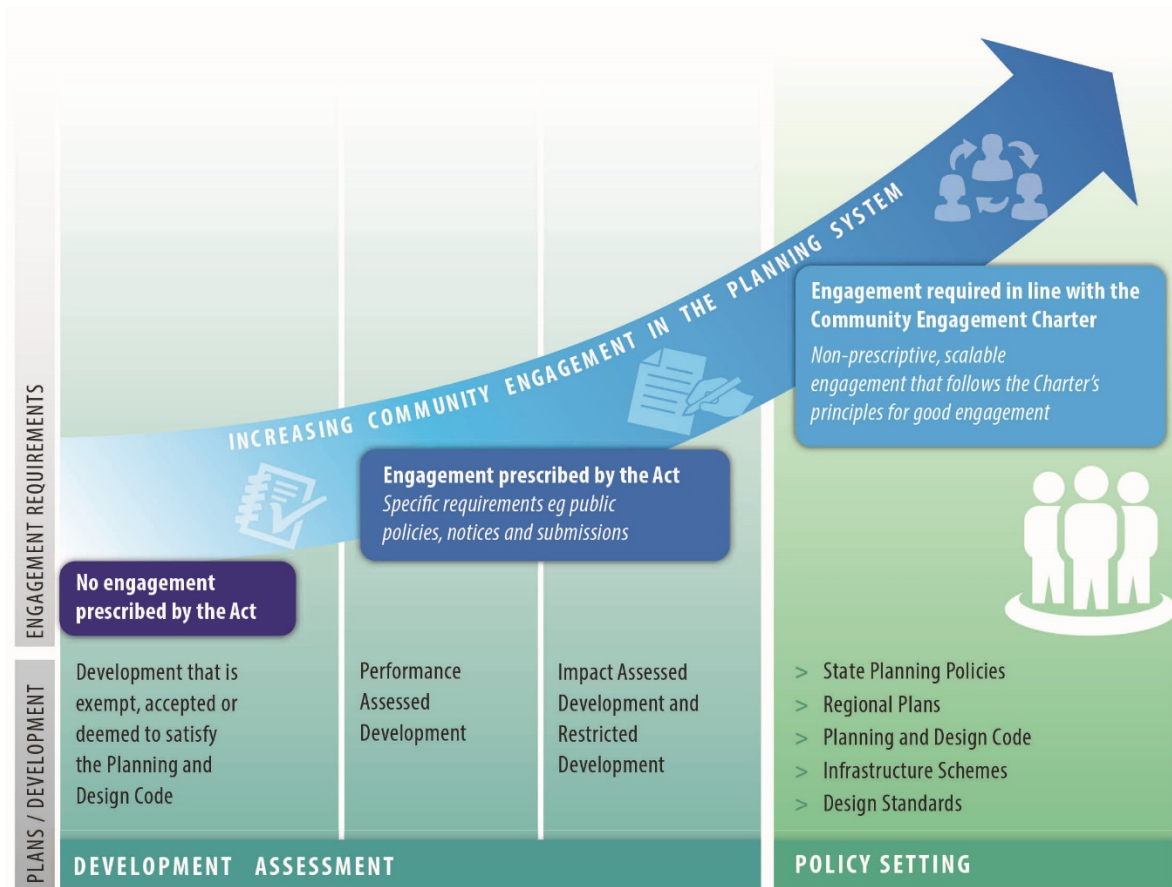 INCREASING COMMUNITY ENGAGEMENT IN THE PLANNING SYSTEM
ENGAGEMENT REQUIREMENTS
No engagement
prescribed by the Act
Engagement prescribed by the Act
Specific requirements eg public
policies, notices and submissions
Engagement required in line with the
Community Engagement Charter
Non-prescriptive, scalable
engagement that follows the Charter's
principles for good engagement
PLANS / DEVELOPMENT
Development that is
exempt, accepted or
deemed to satisfy
the Planning and
Design Code
Performance
Assessed
Development
Impact Assessed
Development and
Restricted
Development
> State Planning Policies
> Regional Plans
> Planning and Design Code
> Infrastructure Schemes
> Design Standards
DEVELOPMENT ASSESSMENT
POLICY SETTING